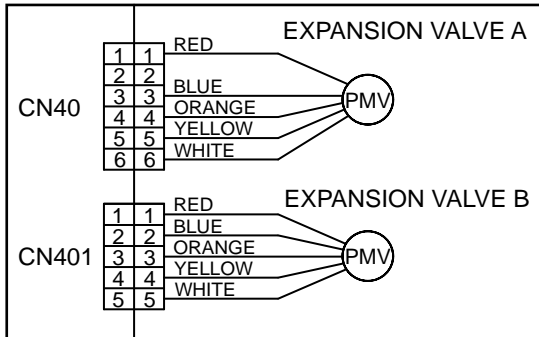 EXPANSION VALVE A
CN40
1 1 RED
2 2
3 3 BLUE
4 4 ORANGE
5 5 YELLOW
6 6 WHITE
PMV
EXPANSION VALVE B
CN401
1 1 RED
2 2 BLUE
3 3 ORANGE
4 4 YELLOW
5 5 WHITE
PMV